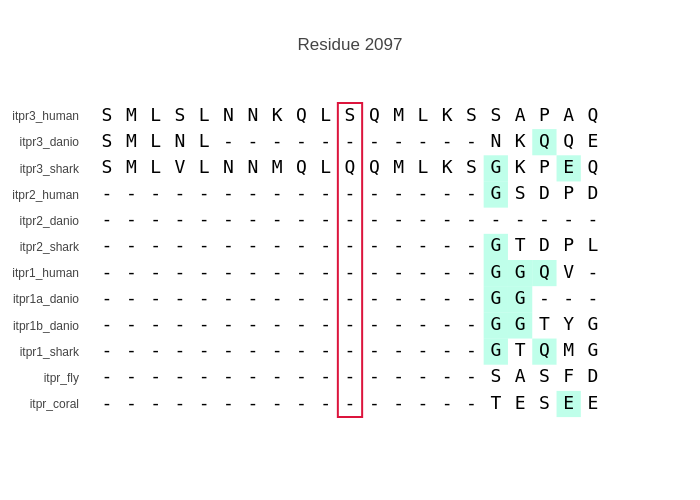 Residue 2097
itpr3_human S M L S L N N K Q L S Q M L K S S A P A Q
itpr3_danio S M L N L - - - - - - - - - - - N K Q Q E
itpr3_shark S M L V L N N M Q L Q Q M L K S G K P E Q
itpr2_human - - - - - - - - - - - - - - - - G S D P D
itpr2_danio - - - - - - - - - - - - - - - - - - - - -
itpr2_shark - - - - - - - - - - - - - - - - G T D P L
itpr1_human - - - - - - - - - - - - - - - - G G Q V -
itpr1a_danio - - - - - - - - - - - - - - - - G G - - -
itpr1b_danio - - - - - - - - - - - - - - - - G G T Y G
itpr1_shark - - - - - - - - - - - - - - - - G T Q M G
itpr_fly - - - - - - - - - - - - - - - - S A S F D
itpr_coral - - - - - - - - - - - - - - - - T E S E E